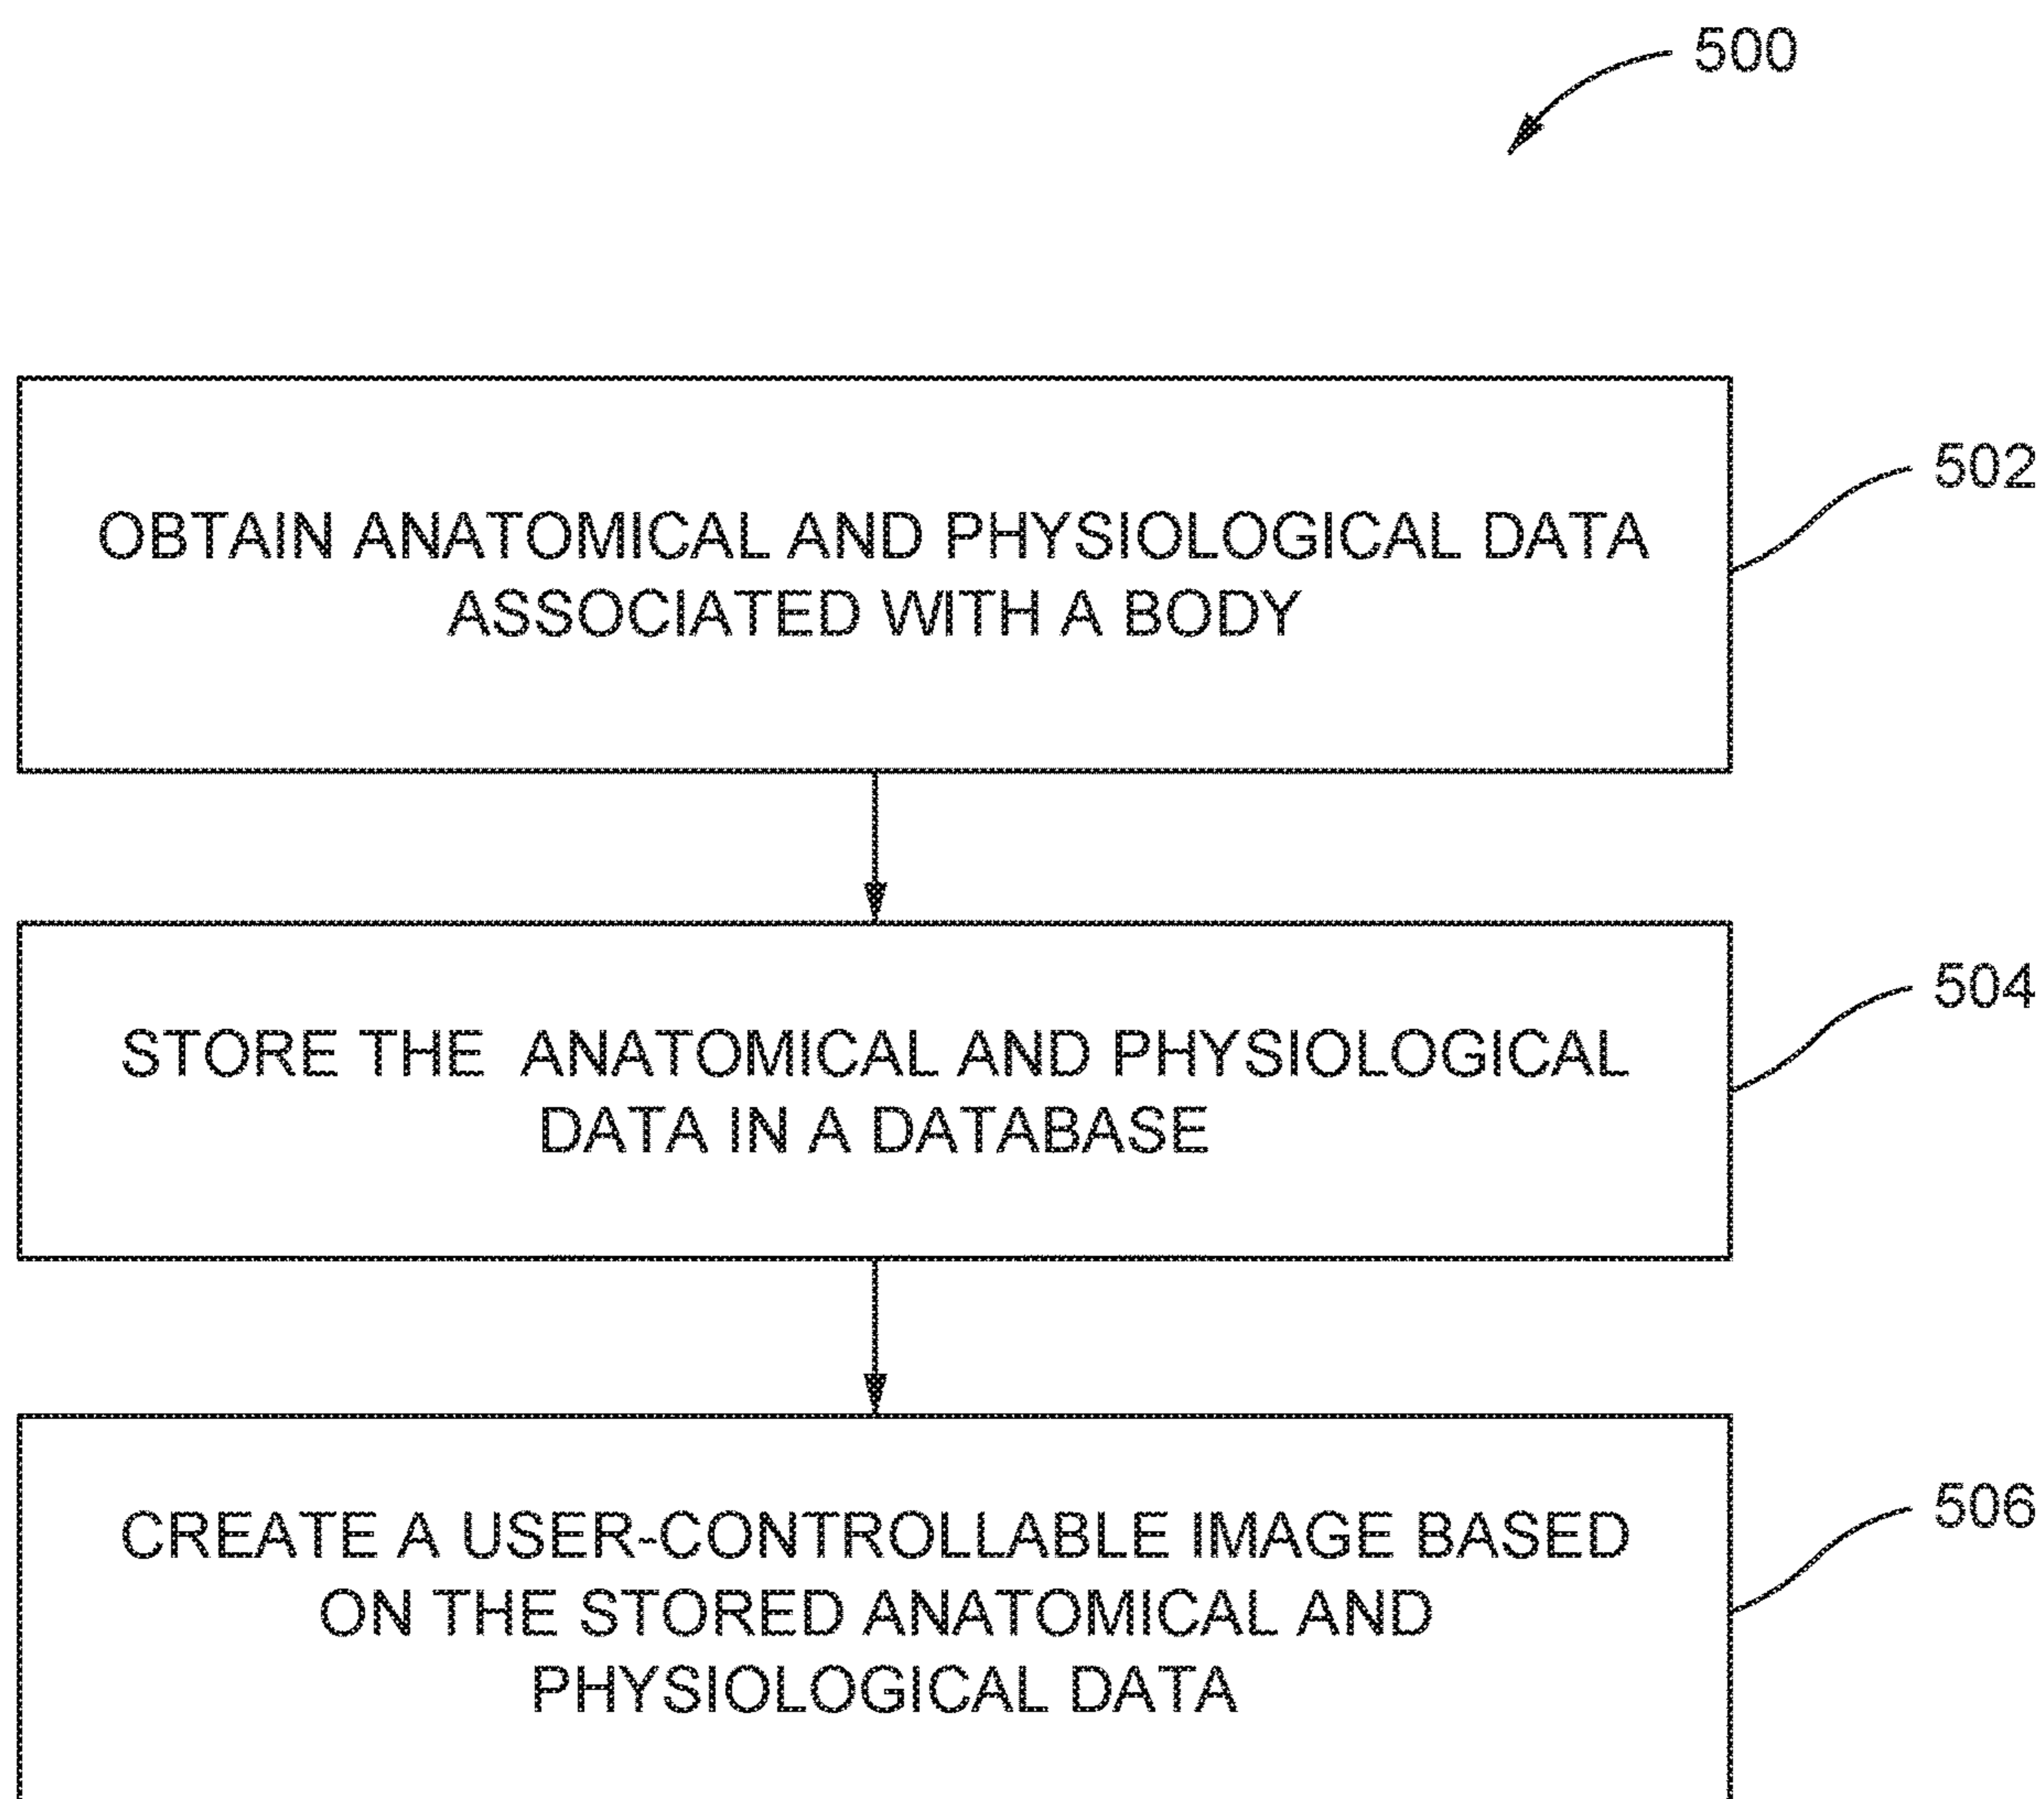 500
OBTAIN ANATOMICAL AND PHYSIOLOGICAL DATA
ASSOCIATED WITH A BODY
502
STORE THE ANATOMICAL AND PHYSIOLOGICAL
DATA IN A DATABASE
504
CREATE A USER-CONTROLLABLE IMAGE BASED
ON THE STORED ANATOMICAL AND
PHYSIOLOGICAL DATA
506